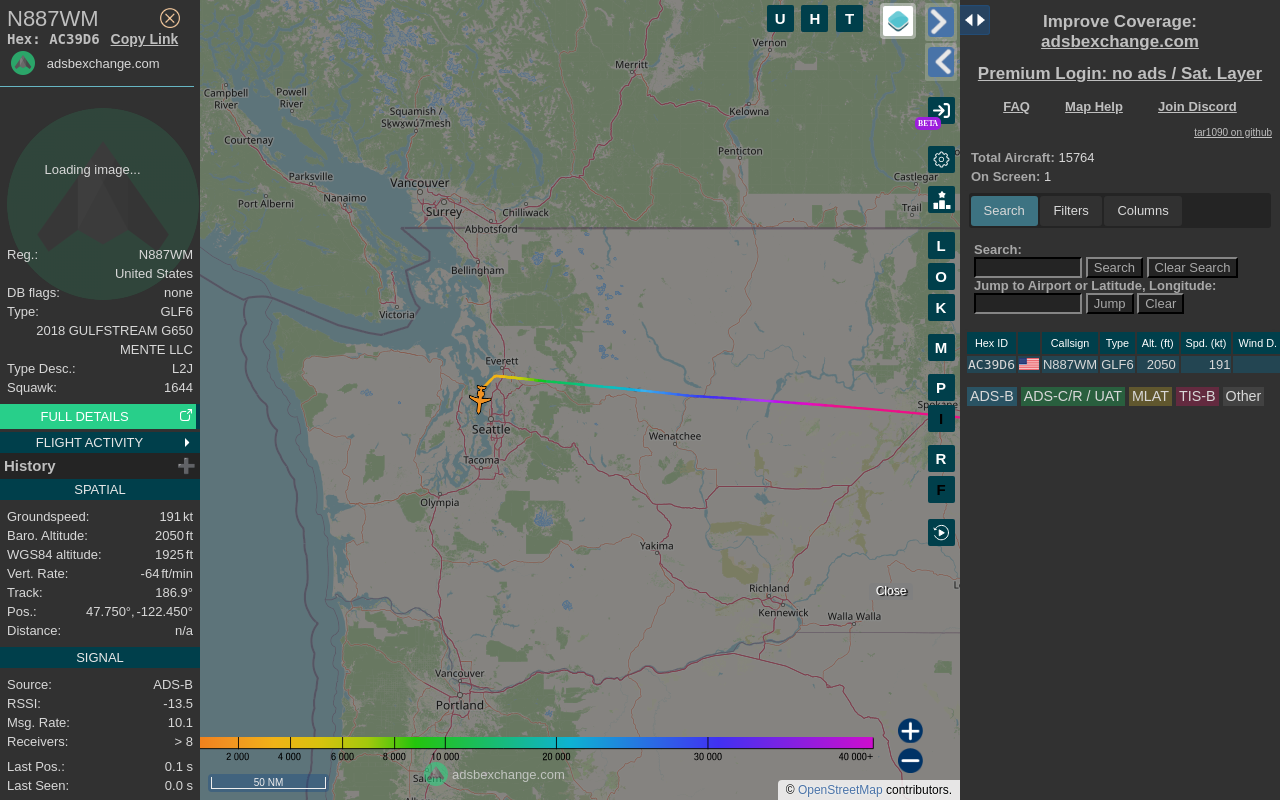 N887WM
Hex: AC39D6 Copy Link
adsbexchange.com
Loading image...
Reg.: N887WM
United States
DB flags: none
Type: GLF6
2018 GULFSTREAM G650
MENTE LLC
Type Desc.: L2J
Squawk: 1644
FULL DETAILS
FLIGHT ACTIVITY
History
SPATIAL
Groundspeed: 191 kt
Baro. Altitude: 2050 ft
WGS84 altitude: 1925 ft
Vert. Rate: -64 ft/min
Track: 186.9°
Pos.: 47.750°, -122.450°
Distance: n/a
SIGNAL
Source: ADS-B
RSSI: -13.5
Msg. Rate: 10.1
Receivers: > 8
Last Pos.: 0.1 s
Last Seen: 0.0 s
U H T
Vernon
Merritt
Campbell
River
Powell
River
Squamish /
Sḵwx̱wú7mesh
Kelowna
Courtenay
Penticton
Parksville
Vancouver
Castlegar
Nanaimo
Port Alberni
Surrey
Chilliwack
Trail
Abbotsford
Bellingham
Victoria
Everett
Spokane
Seattle
Wenatchee
Tacoma
Olympia
Yakima
Richland
Kennewick
Walla Walla
Vancouver
Portland
Salem
BETA
L
O
K
M
P
I
R
F
Close
2 000 4 000 6 000 8 000 10 000 20 000 30 000 40 000+
adsbexchange.com
50 NM
© OpenStreetMap contributors.
Improve Coverage:
adsbexchange.com
Premium Login: no ads / Sat. Layer
FAQ Map Help Join Discord
tar1090 on github
Total Aircraft: 15764
On Screen: 1
Search Filters Columns
Search:
Search Clear Search
Jump to Airport or Latitude, Longitude:
Jump Clear
Hex ID Callsign Type Alt. (ft) Spd. (kt) Wind D.
AC39D6 N887WM GLF6 2050 191
ADS-B ADS-C/R / UAT MLAT TIS-B Other